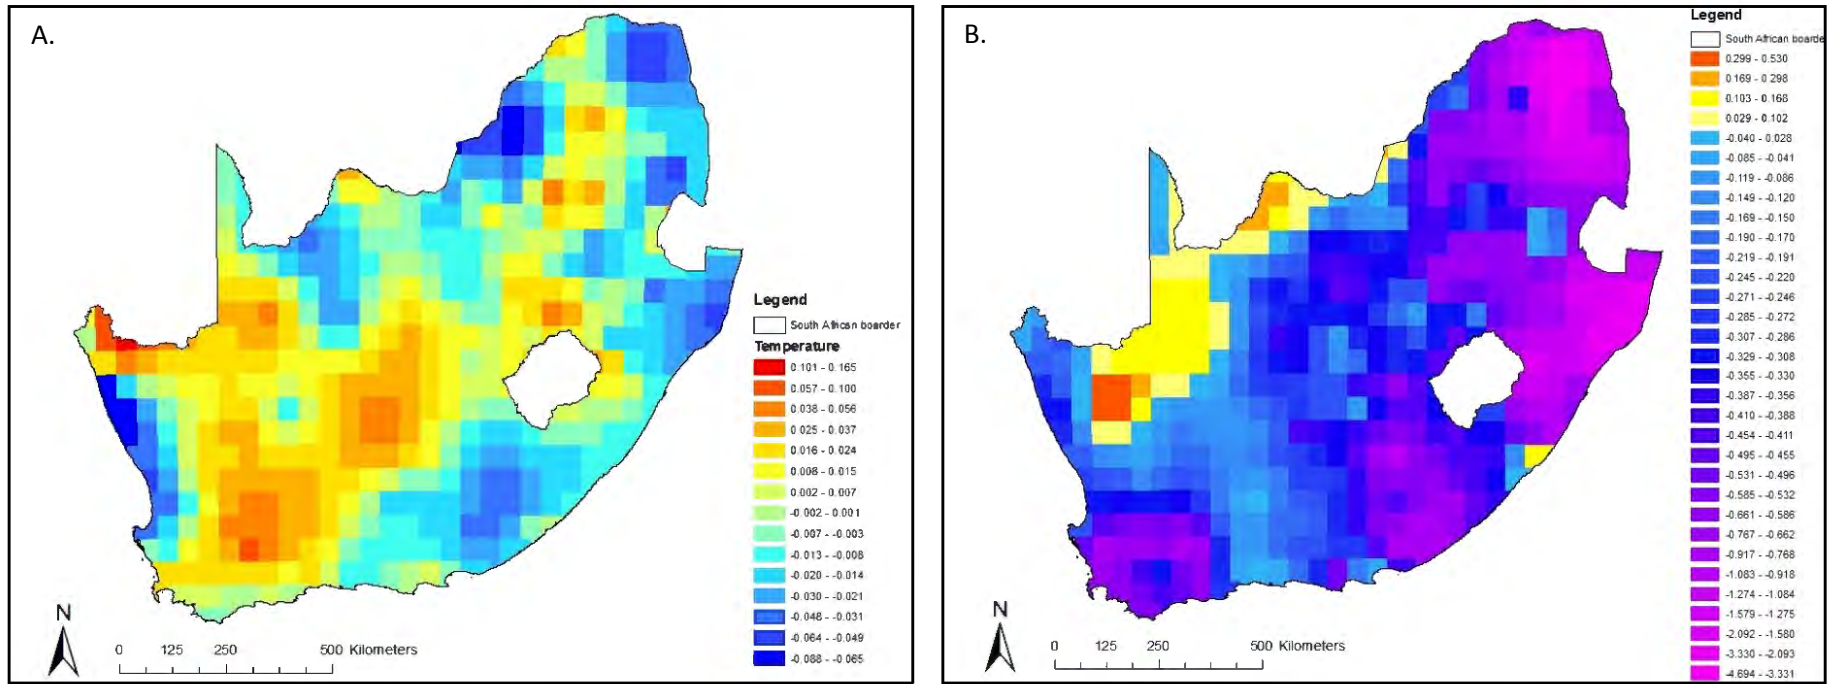 A.
Legend
South African boarder
Temperature
0.101 - 0.165
0.057 - 0.100
0.038 - 0.056
0.025 - 0.037
0.016 - 0.024
0.008 - 0.015
0.002 - 0.007
-0.002 - 0.001
-0.007 - -0.003
-0.013 - -0.008
-0.020 - -0.014
-0.030 - -0.021
-0.048 - -0.031
-0.064 - -0.049
-0.088 - -0.065
N
0 125 250 500 Kilometers
B.
Legend
South African boarde
0.299 - 0.530
0.169 - 0.298
0.103 - 0.168
0.029 - 0.102
-0.040 - 0.028
-0.085 - -0.041
-0.119 - -0.086
-0.149 - -0.120
-0.169 - -0.150
-0.190 - -0.170
-0.219 - -0.191
-0.245 - -0.220
-0.271 - -0.246
-0.285 - -0.272
-0.307 - -0.286
-0.329 - -0.308
-0.355 - -0.330
-0.387 - -0.356
-0.410 - -0.388
-0.454 - -0.411
-0.495 - -0.455
-0.531 - -0.496
-0.585 - -0.532
-0.661 - -0.586
-0.767 - -0.662
-0.917 - -0.768
-1.083 - -0.918
-1.274 - -1.084
-1.579 - -1.275
-2.092 - -1.580
-3.330 - -2.093
-4.694 - -3.331
N
0 125 250 500 Kilometers